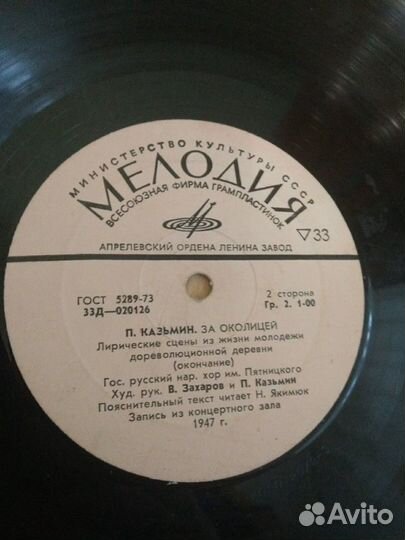 МИНИСТЕРСТВО КУЛЬТУРЫ СССР
МЕЛОДИЯ
ВСЕСОЮЗНАЯ ФИРМА ГРАМПЛАСТИНОК
▽33
АПРЕЛЕВСКИЙ ОРДЕНА ЛЕНИНА ЗАВОД
ГОСТ 5289-73
2 сторона
33Д—020126
Гр. 2. 1-00
П. КАЗЬМИН. ЗА ОКОЛИЦЕЙ
Лирические сцены из жизни молодежи
дореволюционной деревни
(окончание)
Гос. русский нар. хор им. Пятницкого
Худ. рук. В. Захаров и П. Казьмин
Пояснительный текст читает Н. Якимюк
Запись из концертного зала
1947 г.
Avito